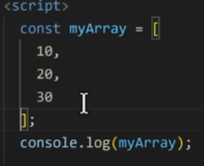 <script>
const myArray = [
10,
20,
30
];
console.log(myArray);